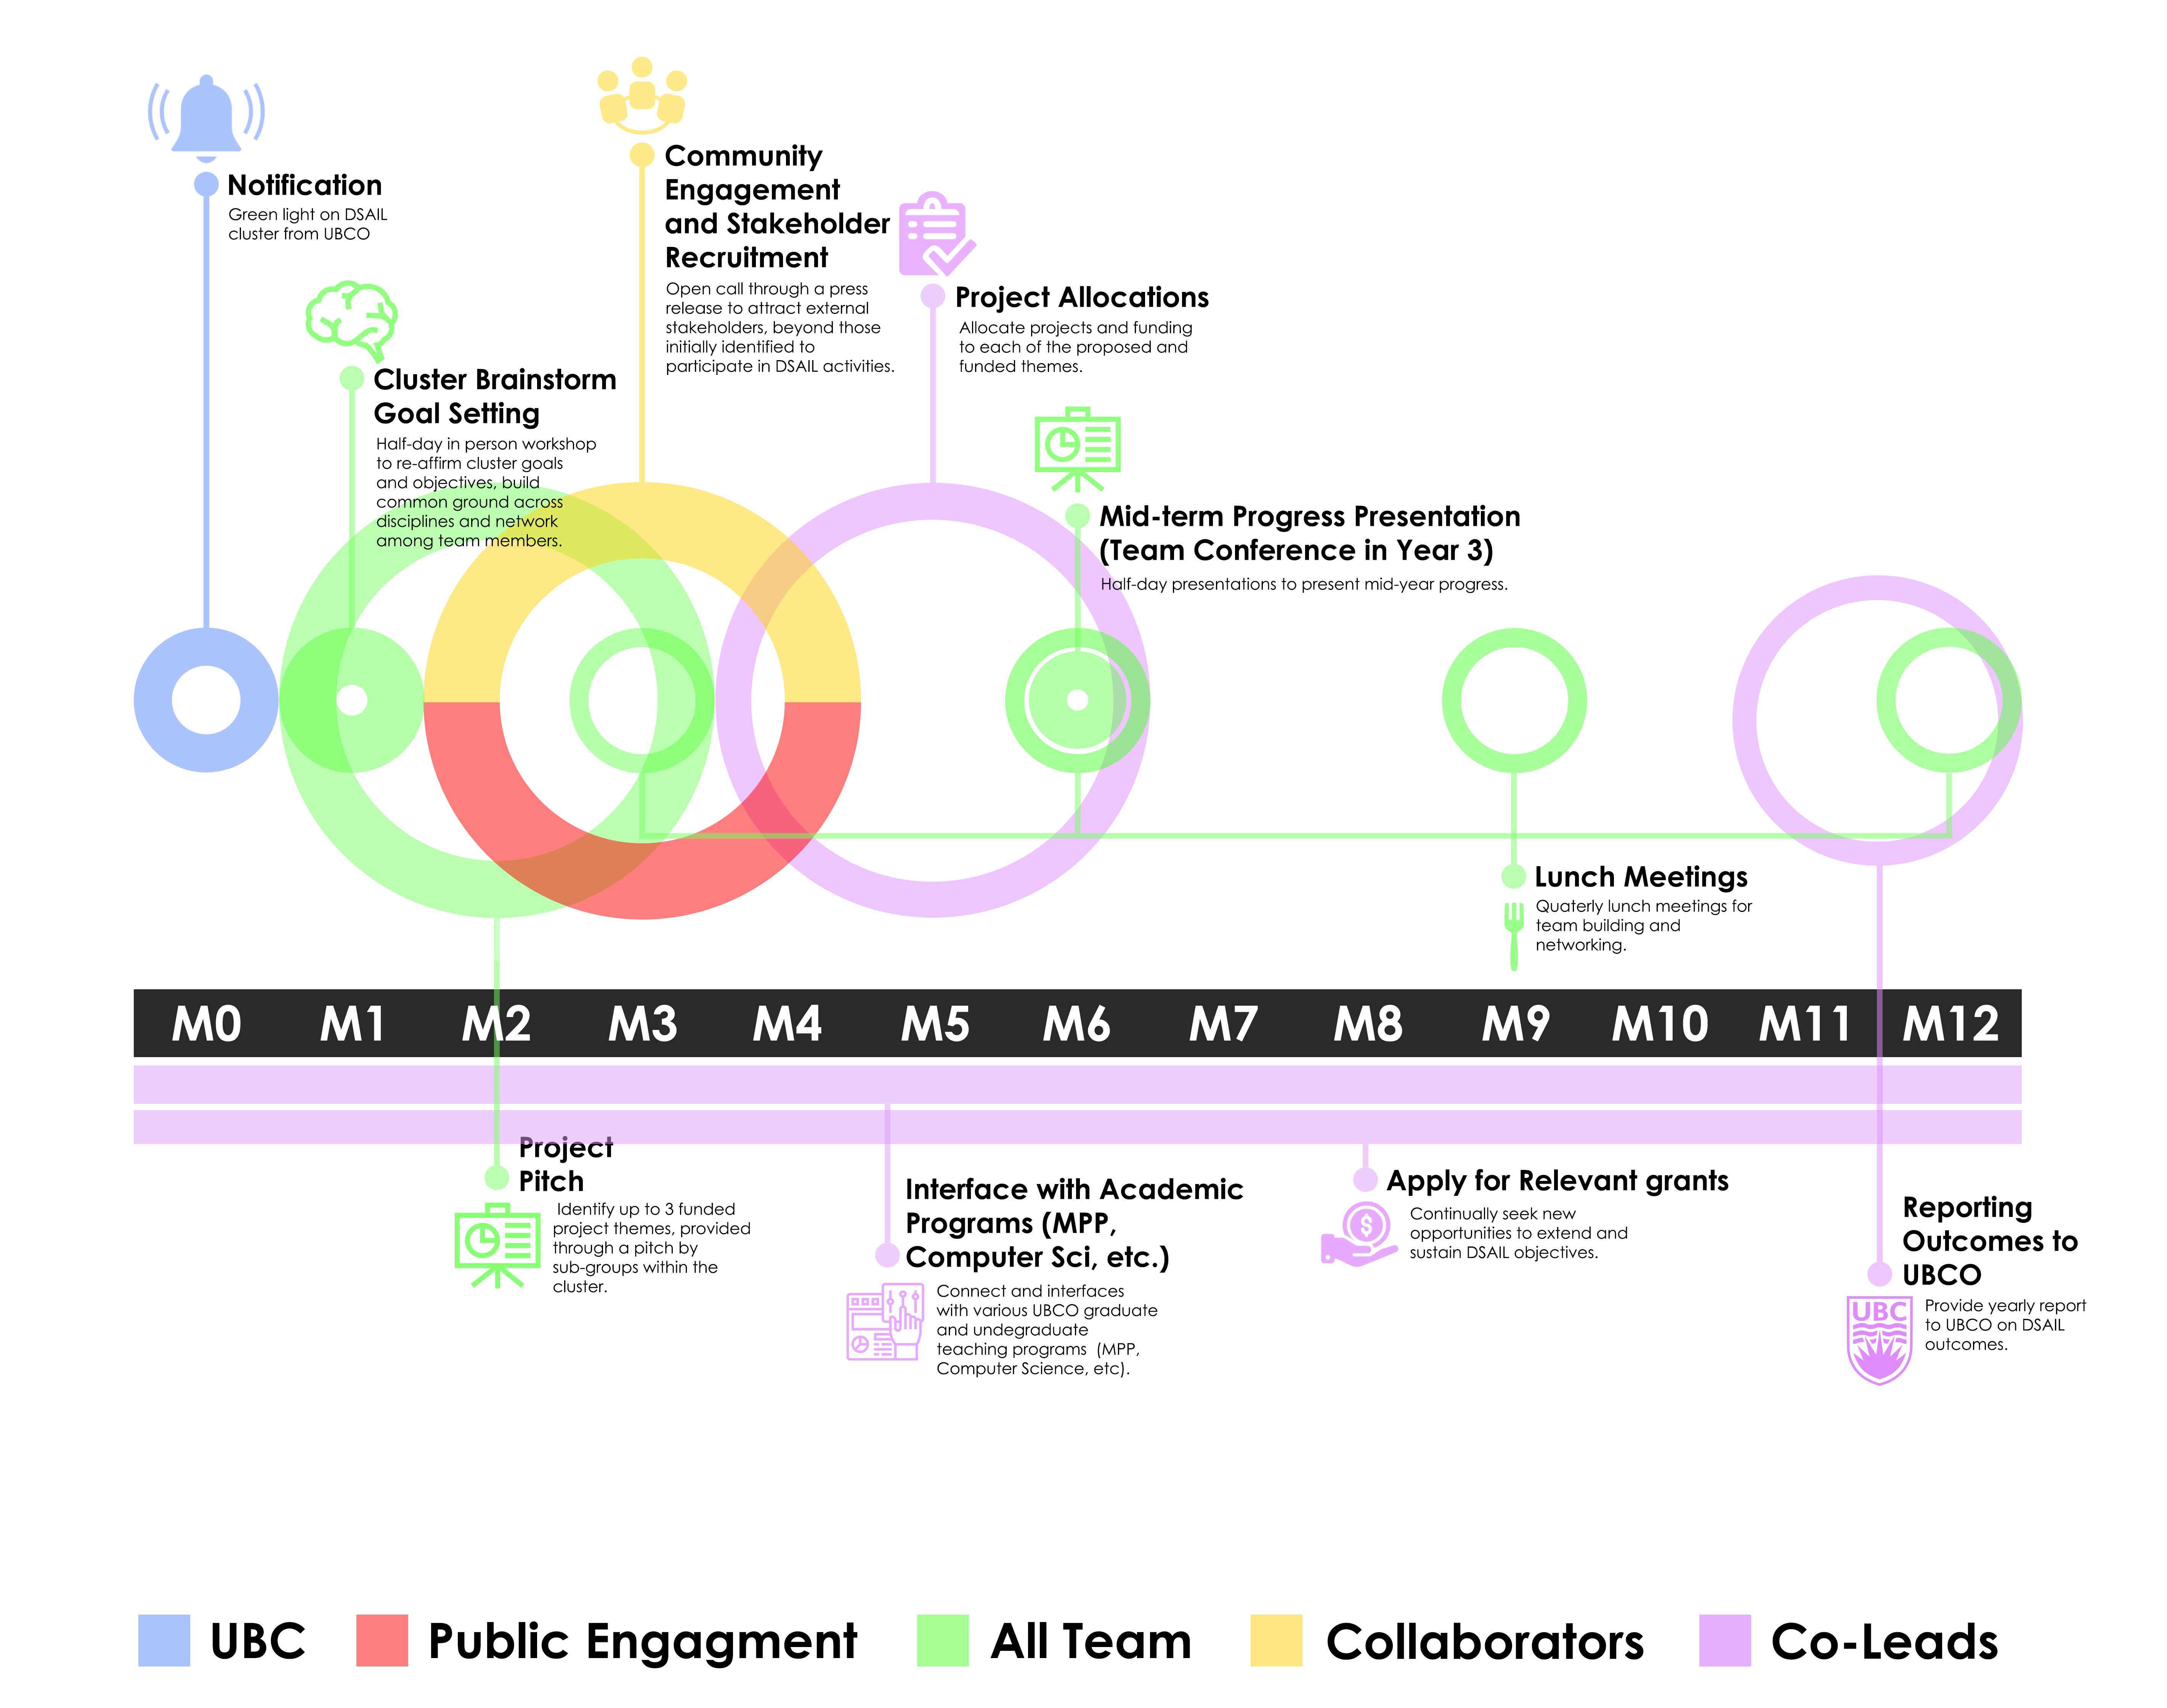 Notification
Green light on DSAIL
cluster from UBCO
Cluster Brainstorm
Goal Setting
Half-day in person workshop
to re-affirm cluster goals
and objectives, build
common ground across
disciplines and network
among team members.
Community
Engagement
and Stakeholder
Recruitment
Open call through a press
release to attract external
stakeholders, beyond those
initially identified to
participate in DSAIL activities.
Project Allocations
Allocate projects and funding
to each of the proposed and
funded themes.
Mid-term Progress Presentation
(Team Conference in Year 3)
Half-day presentations to present mid-year progress.
Lunch Meetings
Quaterly lunch meetings for
team building and
networking.
M0 M1 M2 M3 M4 M5 M6 M7 M8 M9 M10 M11 M12
Project
Pitch
Identify up to 3 funded
project themes, provided
through a pitch by
sub-groups within the
cluster.
Interface with Academic
Programs (MPP,
Computer Sci, etc.)
Connect and interfaces
with various UBCO graduate
and undegraduate
teaching programs (MPP,
Computer Science, etc).
Apply for Relevant grants
Continually seek new
opportunities to extend and
sustain DSAIL objectives.
$
Reporting
Outcomes to
UBCO
UBC
Provide yearly report
to UBCO on DSAIL
outcomes.
UBC Public Engagment All Team Collaborators Co-Leads